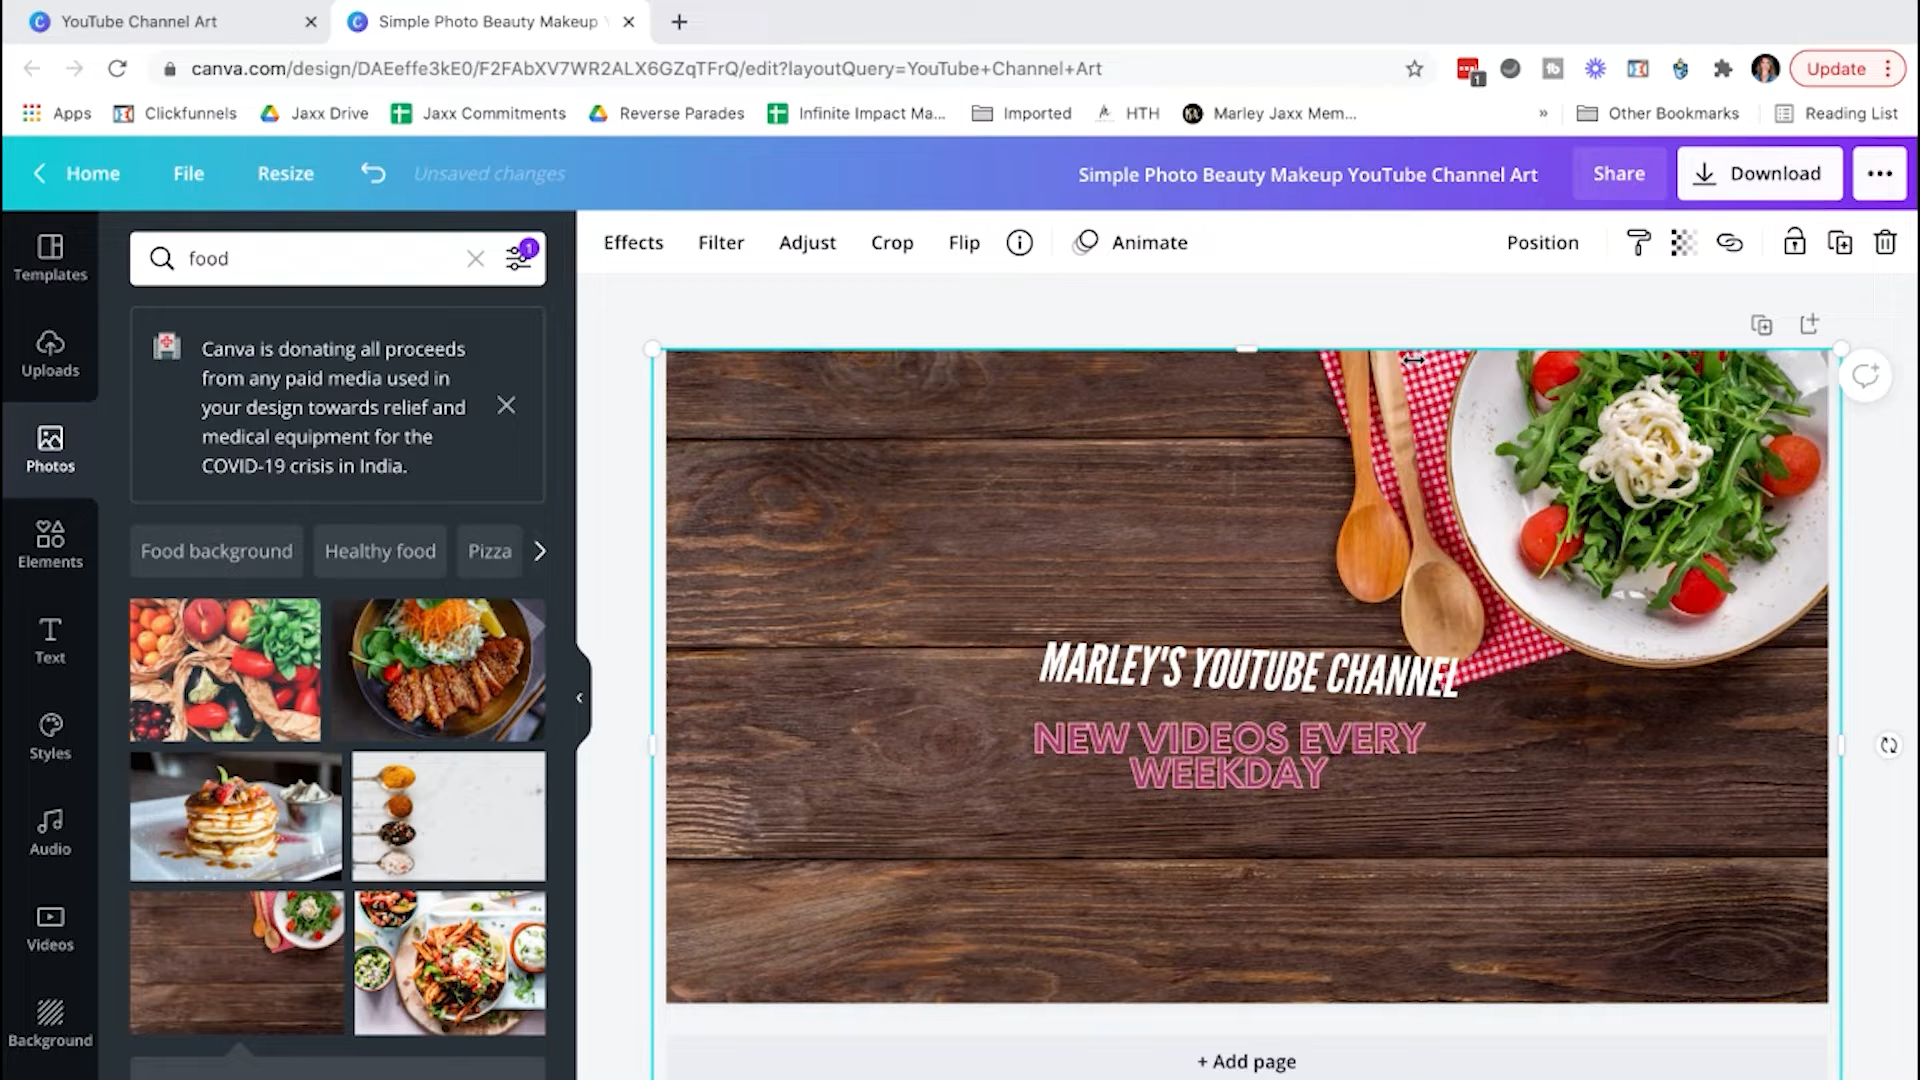 YouTube Channel Art
Simple Photo Beauty Makeup
canva.com/design/DAEeffe3kE0/F2FAbXV7WR2ALX6GZqTFrQ/edit?layoutQuery=YouTube+Channel+Art
1
Update
Apps
Clickfunnels
Jaxx Drive
Jaxx Commitments
Reverse Parades
Infinite Impact Ma...
Imported
HTH
Marley Jaxx Mem...
»
Other Bookmarks
Reading List
Home
File
Resize
Unsaved changes
Simple Photo Beauty Makeup YouTube Channel Art
Share
Download
Templates
Uploads
Photos
Elements
Text
Styles
Audio
Videos
Background
food
1
Canva is donating all proceeds
from any paid media used in
your design towards relief and
medical equipment for the
COVID-19 crisis in India.
Food background
Healthy food
Pizza
Effects
Filter
Adjust
Crop
Flip
Animate
Position
MARLEY'S YOUTUBE CHANNEL
NEW VIDEOS EVERY
WEEKDAY
+ Add page